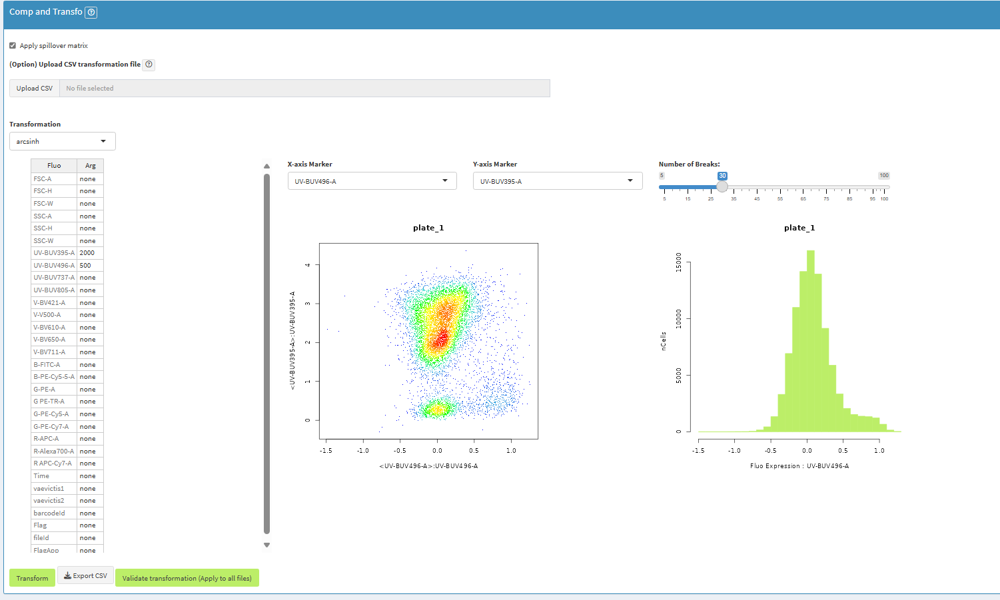 Comp and Transfo ?
Apply spillover matrix
(Option) Upload CSV transformation file ?
Upload CSV No file selected
Transformation
arcsinh
Fluo Arg
FSC-A none
FSC-H none
FSC-W none
SSC-A none
SSC-H none
SSC-W none
UV-BUV395-A 2000
UV-BUV496-A 500
UV-BUV737-A none
UV-BUV805-A none
V-BV421-A none
V-V500-A none
V-BV610-A none
V-BV650-A none
V-BV711-A none
B-FITC-A none
B-PE-Cy5-5-A none
G-PE-A none
G PE-TR-A none
G-PE-Cy5-A none
G-PE-Cy7-A none
R-APC-A none
R-Alexa700-A none
R APC-Cy7-A none
Time none
vaevictis1 none
vaevictis2 none
barcodeId none
Flag none
fileId none
FlagApp none
X-axis Marker
UV-BUV496-A
Y-axis Marker
UV-BUV395-A
Number of Breaks:
5 30 100
5 15 25 35 45 55 65 75 85 95 100
plate_1
4
3
2
1
0
<UV-BUV395-A>:UV-BUV395-A
-1.5 -1.0 -0.5 0.0 0.5 1.0
<UV-BUV496-A>:UV-BUV496-A
plate_1
15000
10000
5000
0
nCells
-1.5 -1.0 -0.5 0.0 0.5 1.0
Fluo Expression : UV-BUV496-A
Transform Export CSV Validate transformation (Apply to all files)